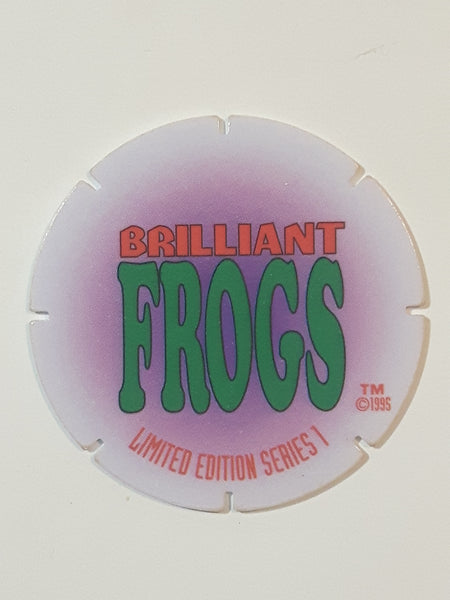 BRILLIANT
FROGS
TM
©1995
LIMITED EDITION SERIES 1